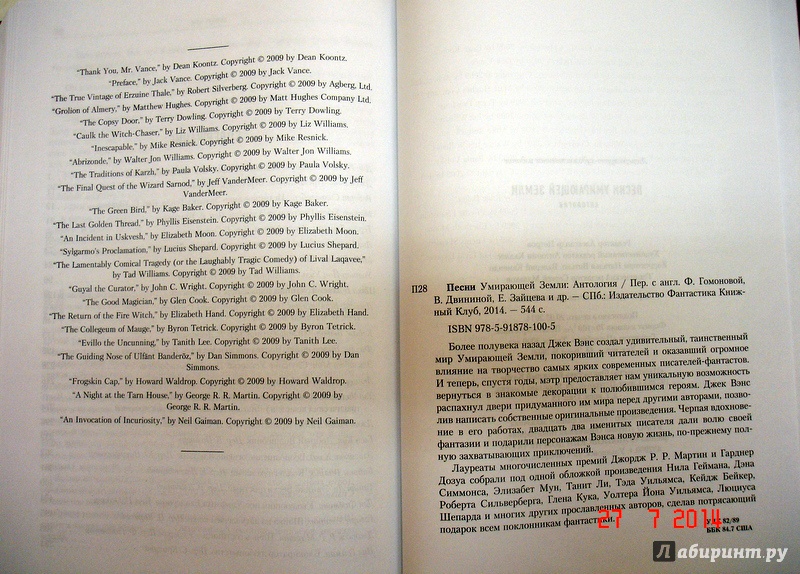 "Thank You, Mr. Vance," by Dean Koontz. Copyright © 2009 by Dean Koontz.
"Preface," by Jack Vance. Copyright © 2009 by Jack Vance.
"The True Vintage of Erzuine Thale," by Robert Silverberg. Copyright © 2009 by Agberg, Ltd.
"Grolion of Almery," by Matthew Hughes. Copyright © 2009 by Matt Hughes Company Ltd.
"The Copsy Door," by Terry Dowling. Copyright © 2009 by Terry Dowling.
"Caulk the Witch-Chaser," by Liz Williams. Copyright © 2009 by Liz Williams.
"Inescapable," by Mike Resnick. Copyright © 2009 by Mike Resnick.
"Abrizonde," by Walter Jon Williams. Copyright © 2009 by Walter Jon Williams.
"The Traditions of Karzh," by Paula Volsky. Copyright © 2009 by Paula Volsky.
"The Final Quest of the Wizard Sarnod," by Jeff VanderMeer. Copyright © 2009 by Jeff
VanderMeer.
"The Green Bird," by Kage Baker. Copyright © 2009 by Kage Baker.
"The Last Golden Thread," by Phyllis Eisenstein. Copyright © 2009 by Phyllis Eisenstein.
"An Incident in Uskvesh," by Elizabeth Moon. Copyright © 2009 by Elizabeth Moon.
"Sylgarmo's Proclamation," by Lucius Shepard. Copyright © 2009 by Lucius Shepard.
"The Lamentably Comical Tragedy (or the Laughably Tragic Comedy) of Lival Laqavee,"
by Tad Williams. Copyright © 2009 by Tad Williams.
"Guyal the Curator," by John C. Wright. Copyright © 2009 by John C. Wright.
"The Good Magician," by Glen Cook. Copyright © 2009 by Glen Cook.
"The Return of the Fire Witch," by Elizabeth Hand. Copyright © 2009 by Elizabeth Hand.
"The Collegeum of Mauge," by Byron Tetrick. Copyright © 2009 by Byron Tetrick.
"Evillo the Uncunning," by Tanith Lee. Copyright © 2009 by Tanith Lee.
"The Guiding Nose of Ulfänt Banderōz," by Dan Simmons. Copyright © 2009 by Dan
Simmons.
"Frogskin Cap," by Howard Waldrop. Copyright © 2009 by Howard Waldrop.
"A Night at the Tarn House," by George R. R. Martin. Copyright © 2009 by
George R. R. Martin.
"An Invocation of Incuriosity," by Neil Gaiman. Copyright © 2009 by Neil Gaiman.
П28 Песни Умирающей Земли: Антология / Пер. с англ. Ф. Гомоновой,
В. Двининой, Е. Зайцева и др. — СПб.: Издательство Фантастика Книж-
ный Клуб, 2014. — 544 с.
ISBN 978-5-91878-100-5
Более полувека назад Джек Вэнс создал удивительный, таинственный
мир Умирающей Земли, покоривший читателей и оказавший огромное
влияние на творчество самых ярких современных писателей-фантастов.
И теперь, спустя годы, мэтр предоставляет нам уникальную возможность
вернуться в знакомые декорации к полюбившимся героям. Джек Вэнс
распахнул двери придуманного им мира перед другими авторами, позво-
лив написать собственные оригинальные произведения. Черпая вдохнове-
ние в его работах, двадцать два именитых писателя дали волю своей
фантазии и подарили персонажам Вэнса новую жизнь, по-прежнему пол-
ную захватывающих приключений.
Лауреаты многочисленных премий Джордж Р. Р. Мартин и Гарднер
Дозуа собрали под одной обложкой произведения Нила Геймана, Дэна
Симмонса, Элизабет Мун, Танит Ли, Тэда Уильямса, Кейдж Бейкер,
Роберта Сильверберга, Глена Кука, Уолтера Йона Уильямса, Люциуса
Шепарда и многих других прославленных авторов, сделав потрясающий
подарок всем поклонникам фантастики.
УДК 82/89
ББК 84.7 США
27 7 2014
Лабиринт.ру